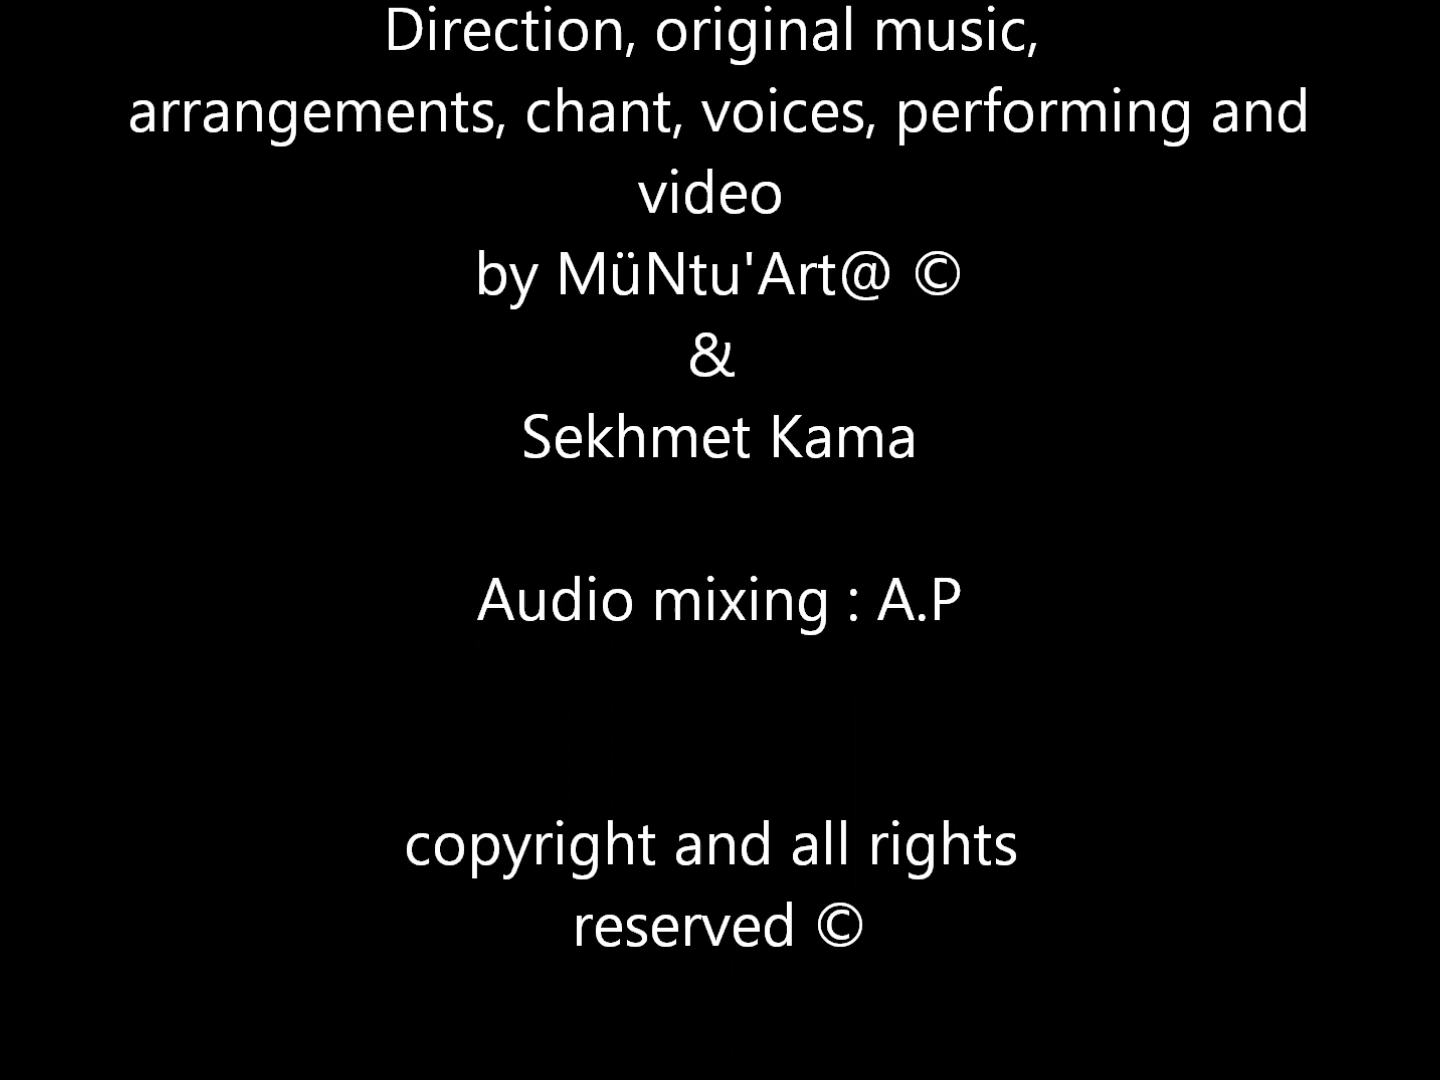 Direction, original music,
arrangements, chant, voices, performing and
video
by MüNtu'Art@ ©
&
Sekhmet Kama
Audio mixing : A.P
copyright and all rights
reserved ©